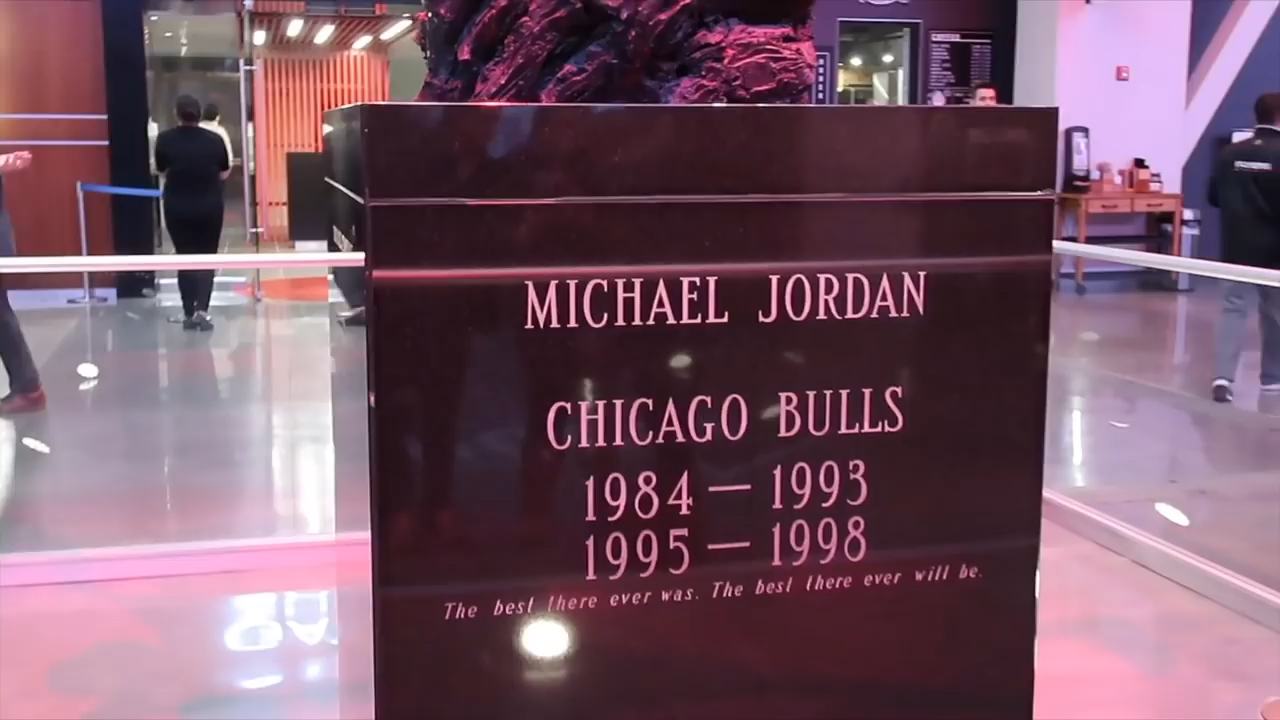 MICHAEL JORDAN
CHICAGO BULLS
1984 — 1993
1995 — 1998
The best there ever was. The best there ever will be.